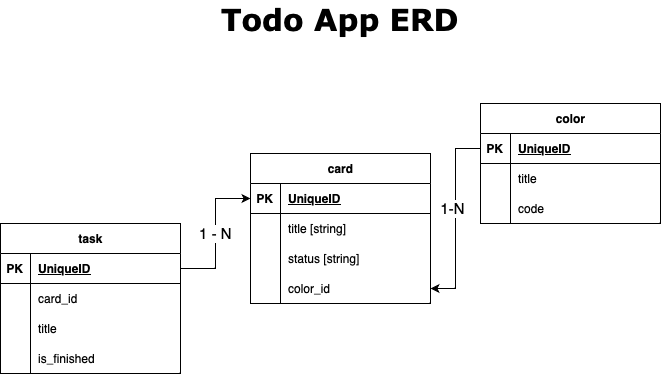 Todo App ERD
color
PK UniqueID
title
code
card
PK UniqueID
title [string]
status [string]
color_id
1-N
1 - N
task
PK UniqueID
card_id
title
is_finished